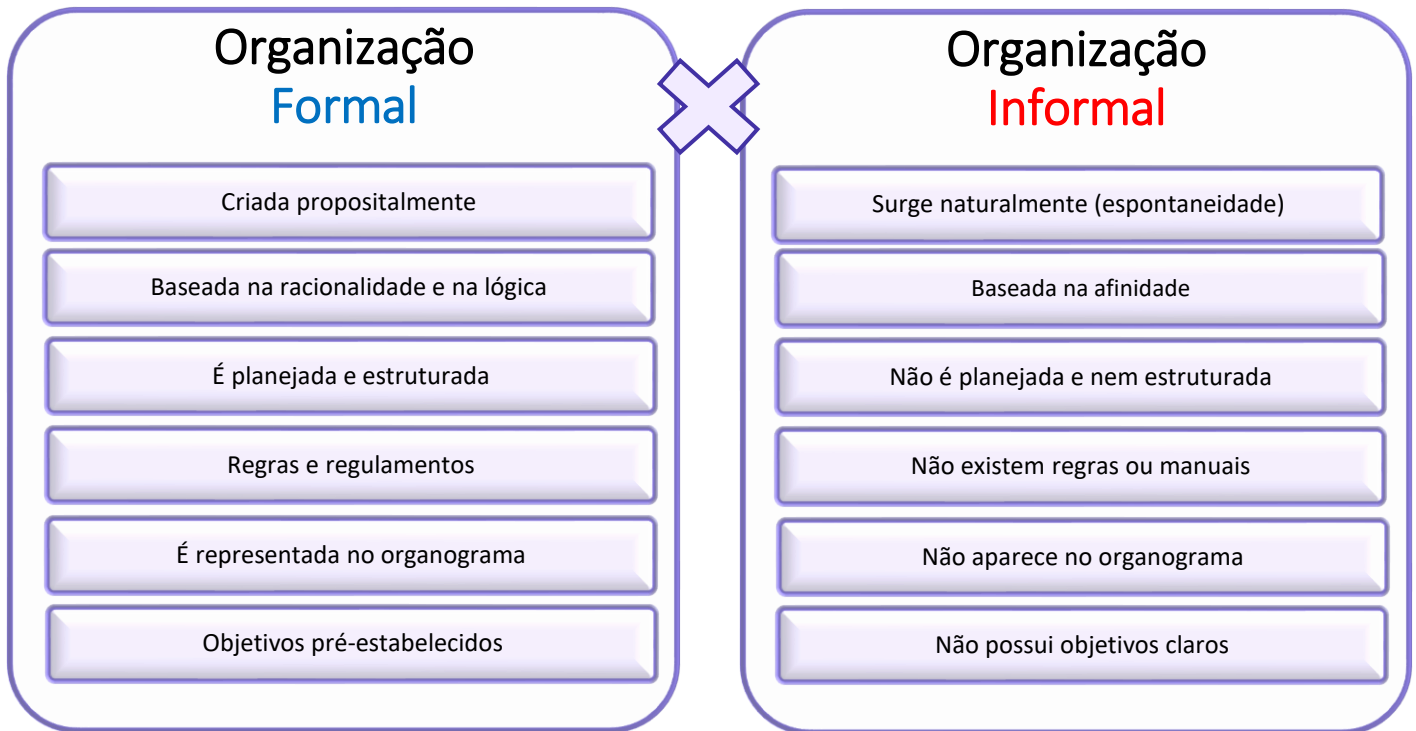 Organização
Formal
Criada propositalmente
Baseada na racionalidade e na lógica
É planejada e estruturada
Regras e regulamentos
É representada no organograma
Objetivos pré-estabelecidos
Organização
Informal
Surge naturalmente (espontaneidade)
Baseada na afinidade
Não é planejada e nem estruturada
Não existem regras ou manuais
Não aparece no organograma
Não possui objetivos claros